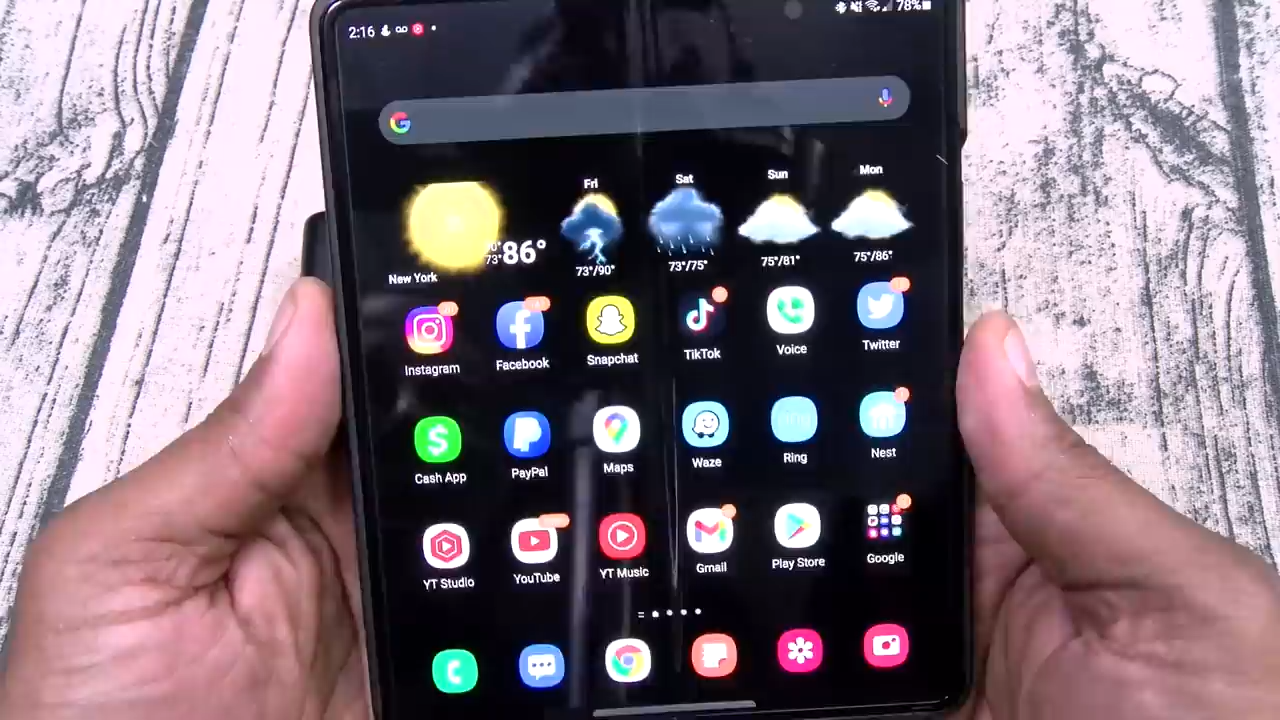 2:16 78%
Fri Sat Sun Mon
86°
73°
New York 73°/90° 73°/75° 75°/81° 75°/86°
Instagram Facebook Snapchat TikTok Voice Twitter
Cash App PayPal Maps Waze Ring Nest
YT Studio YouTube YT Music Gmail Play Store Google